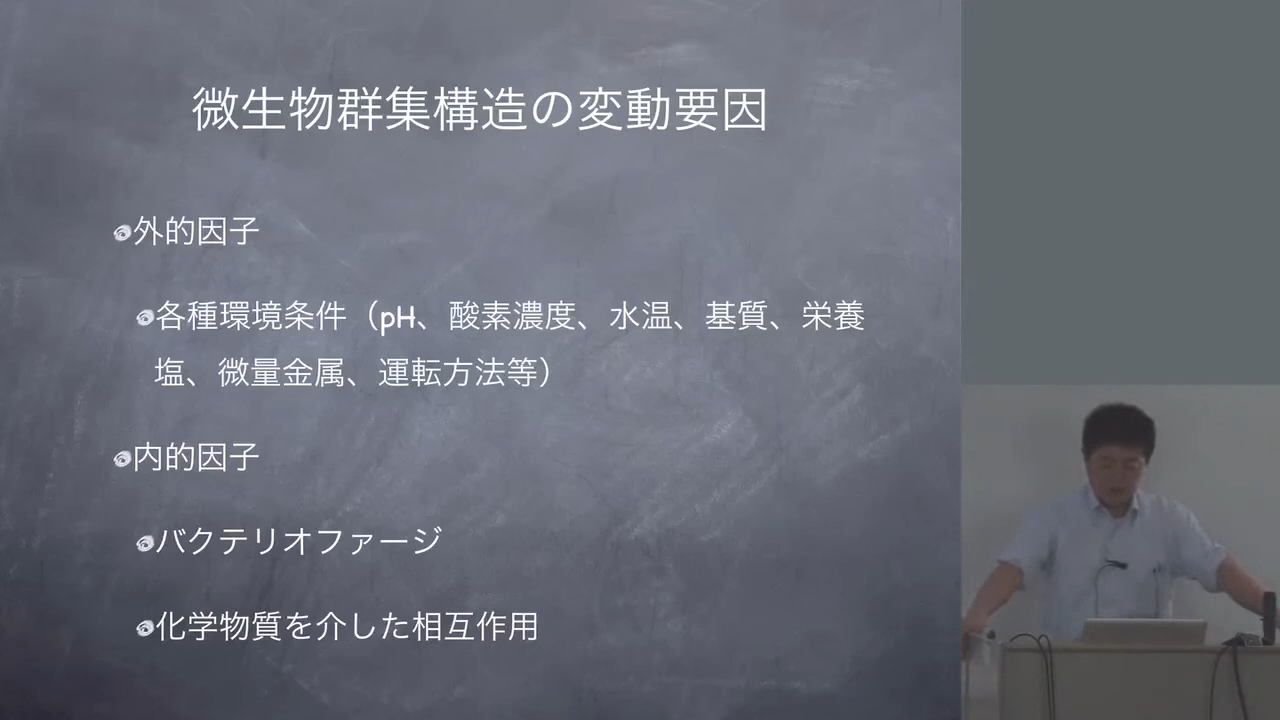 微生物群集構造の変動要因
外的因子
各種環境条件（pH、酸素濃度、水温、基質、栄養
塩、微量金属、運転方法等）
内的因子
バクテリオファージ
化学物質を介した相互作用